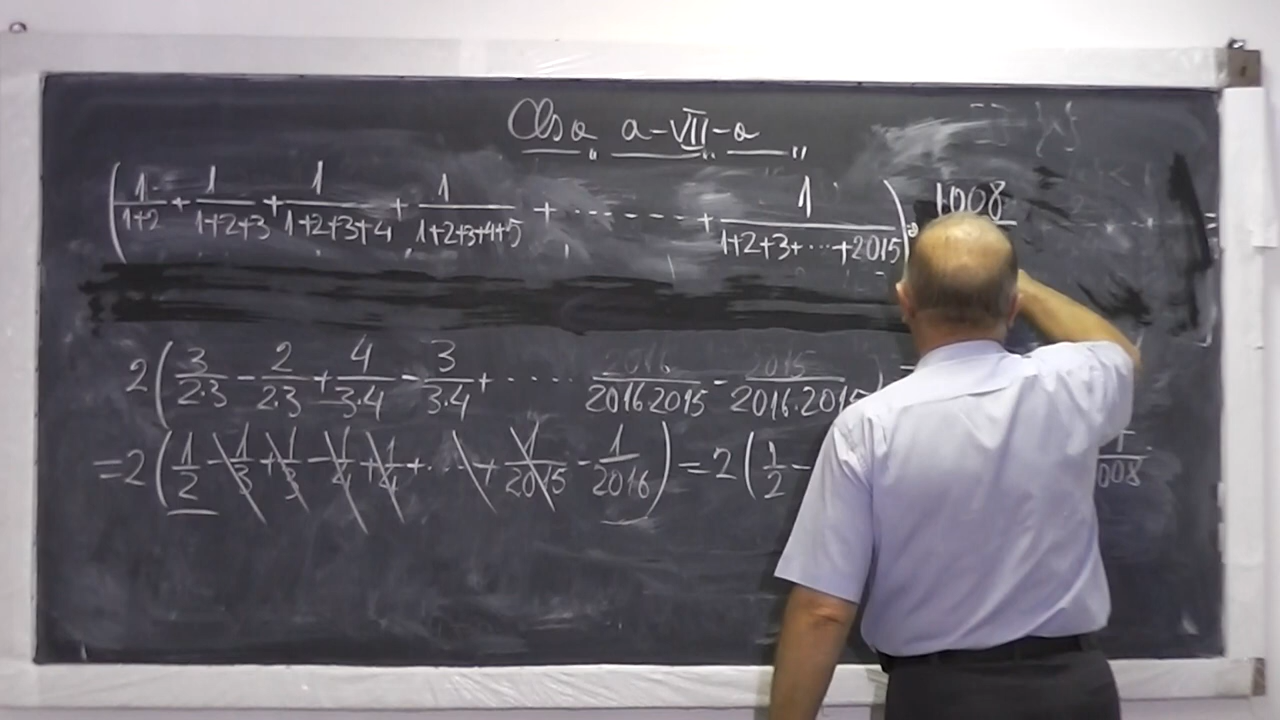 Clasa a-VII-a
(1/(1+2) + 1/(1+2+3) + 1/(1+2+3+4) + 1/(1+2+3+4+5) + ······ + 1/(1+2+3+···+2015)) 1008 =
2(3/(2·3) - 2/(2·3) + 4/(3·4) - 3/(3·4) + ····· 2016/(2016·2015) - 2015/(2016·2015)) =
=2(1/2 - 1/3 + 1/3 - 1/4 + 1/4 + ··· + 1/2015 - 1/2016) = 2(1/2 - 1/008